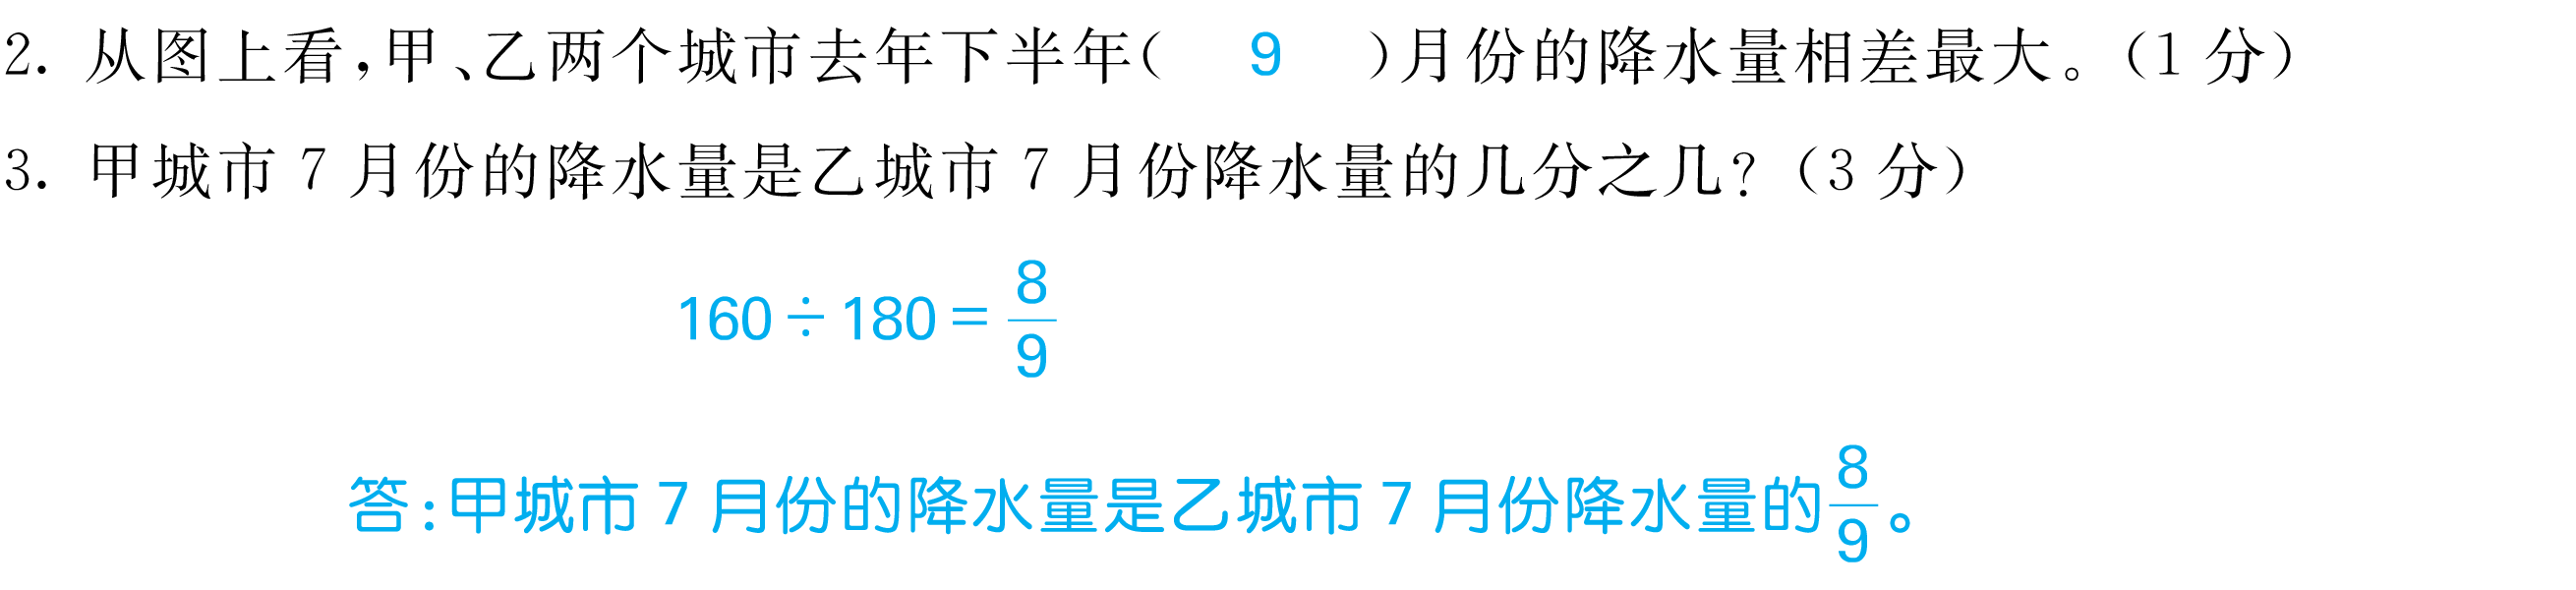 2. 从图上看,甲、乙两个城市去年下半年( 9 )月份的降水量相差最大。(1 分)
3. 甲城市 7 月份的降水量是乙城市 7 月份降水量的几分之几?(3 分)
160÷180=8/9
答:甲城市 7 月份的降水量是乙城市 7 月份降水量的8/9。